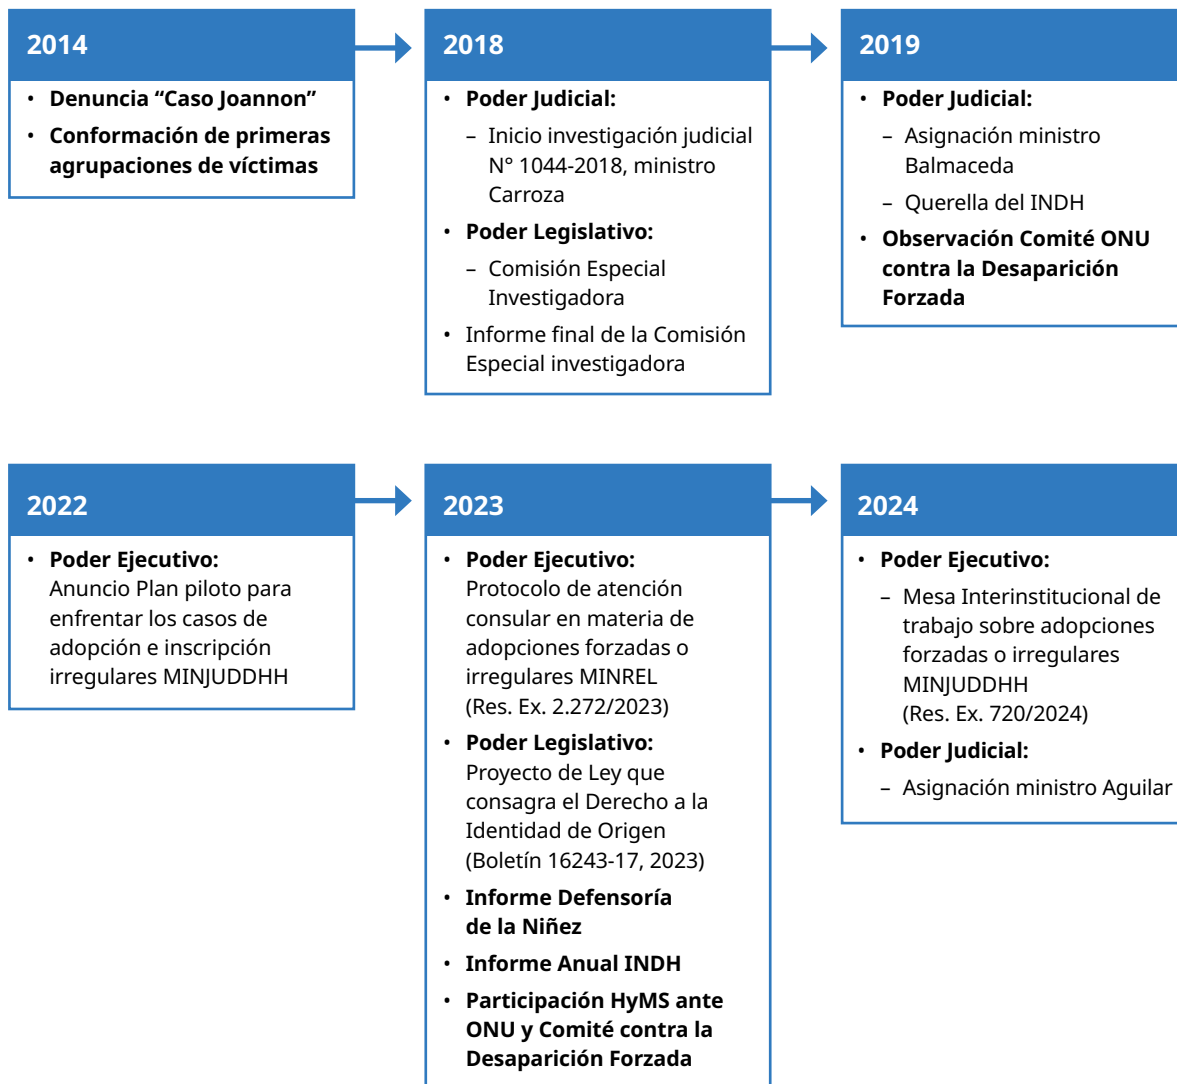 2014
• Denuncia “Caso Joannon”
• Conformación de primeras
agrupaciones de víctimas
2018
• Poder Judicial:
– Inicio investigación judicial
N° 1044-2018, ministro
Carroza
• Poder Legislativo:
– Comisión Especial
Investigadora
• Informe final de la Comisión
Especial investigadora
2019
• Poder Judicial:
– Asignación ministro
Balmaceda
– Querella del INDH
• Observación Comité ONU
contra la Desaparición
Forzada
2022
• Poder Ejecutivo:
Anuncio Plan piloto para
enfrentar los casos de
adopción e inscripción
irregulares MINJUDDHH
2023
• Poder Ejecutivo:
Protocolo de atención
consular en materia de
adopciones forzadas o
irregulares MINREL
(Res. Ex. 2.272/2023)
• Poder Legislativo:
Proyecto de Ley que
consagra el Derecho a la
Identidad de Origen
(Boletín 16243-17, 2023)
• Informe Defensoría
de la Niñez
• Informe Anual INDH
• Participación HyMS ante
ONU y Comité contra la
Desaparición Forzada
2024
• Poder Ejecutivo:
– Mesa Interinstitucional de
trabajo sobre adopciones
forzadas o irregulares
MINJUDDHH
(Res. Ex. 720/2024)
• Poder Judicial:
– Asignación ministro Aguilar